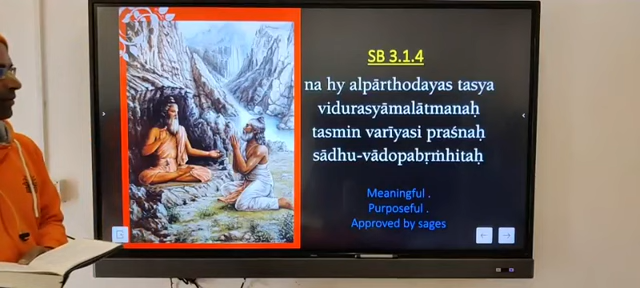 SB 3.1.4
na hy alpārthodayas tasya
vidurasyāmalātmanaḥ
tasmin varīyasi praśnaḥ
sādhu-vādopabṛṁhitaḥ
Meaningful .
Purposeful .
Approved by sages